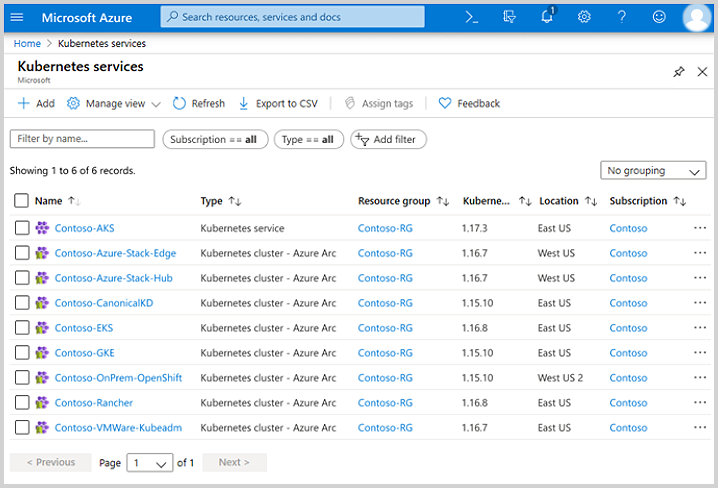 Microsoft Azure Search resources, services and docs 1
Home > Kubernetes services
Kubernetes services
Microsoft
Add Manage view Refresh Export to CSV Assign tags Feedback
Filter by name... Subscription == all Type == all Add filter
Showing 1 to 6 of 6 records. No grouping
Name Type Resource group Kuberne... Location Subscription
Contoso-AKS Kubernetes service Contoso-RG 1.17.3 East US Contoso ...
Contoso-Azure-Stack-Edge Kubernetes cluster - Azure Arc Contoso-RG 1.16.7 West US Contoso ...
Contoso-Azure-Stack-Hub Kubernetes cluster - Azure Arc Contoso-RG 1.16.7 West US Contoso ...
Contoso-CanonicalKD Kubernetes cluster - Azure Arc Contoso-RG 1.15.10 East US Contoso ...
Contoso-EKS Kubernetes cluster - Azure Arc Contoso-RG 1.16.8 East US Contoso ...
Contoso-GKE Kubernetes cluster - Azure Arc Contoso-RG 1.15.10 East US Contoso ...
Contoso-OnPrem-OpenShift Kubernetes cluster - Azure Arc Contoso-RG 1.15.10 West US 2 Contoso ...
Contoso-Rancher Kubernetes cluster - Azure Arc Contoso-RG 1.16.8 East US Contoso ...
Contoso-VMWare-Kubeadm Kubernetes cluster - Azure Arc Contoso-RG 1.16.7 East US Contoso ...
< Previous Page 1 of 1 Next >